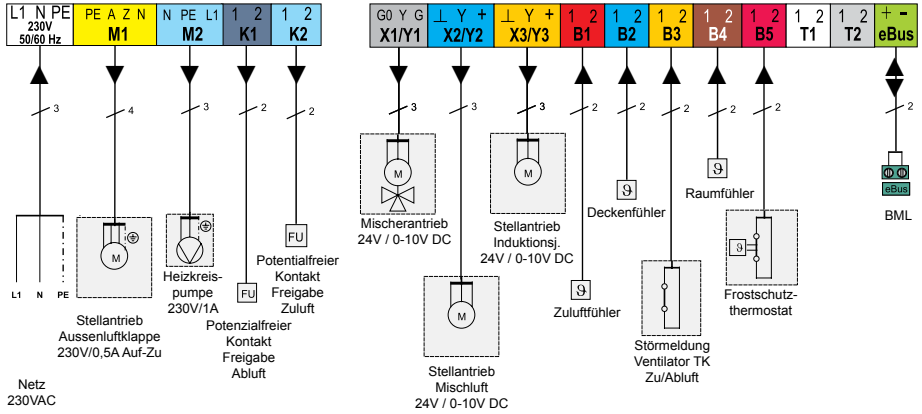 L1 N PE PE A Z N N PE L1 1 2 1 2
230V
50/60 Hz M1 M2 K1 K2
G0 Y G ⊥ Y + ⊥ Y + 1 2 1 2 1 2 1 2 1 2 1 2 1 2 + -
X1/Y1 X2/Y2 X3/Y3 B1 B2 B3 B4 B5 T1 T2 eBus
3 4 3 2 2 3 3 3 2 2 2 2 2 2
M
M
ϑ
ϑ
eBus
BML
Raumfühler
Deckenfühler
Mischerantrieb
24V / 0-10V DC
Stellantrieb
Induktionsj.
24V / 0-10V DC
M
FU
ϑ
Potentialfreier
Kontakt
Freigabe
Zuluft
Heizkreis-
pumpe
230V/1A
L1 N PE
FU
ϑ
Zuluftfühler
Frostschutz-
thermostat
M
Stellantrieb
Aussenluftklappe
230V/0,5A Auf-Zu
Potenzialfreier
Kontakt
Freigabe
Abluft
Störmeldung
Ventilator TK
Zu/Abluft
Stellantrieb
Mischluft
24V / 0-10V DC
Netz
230VAC